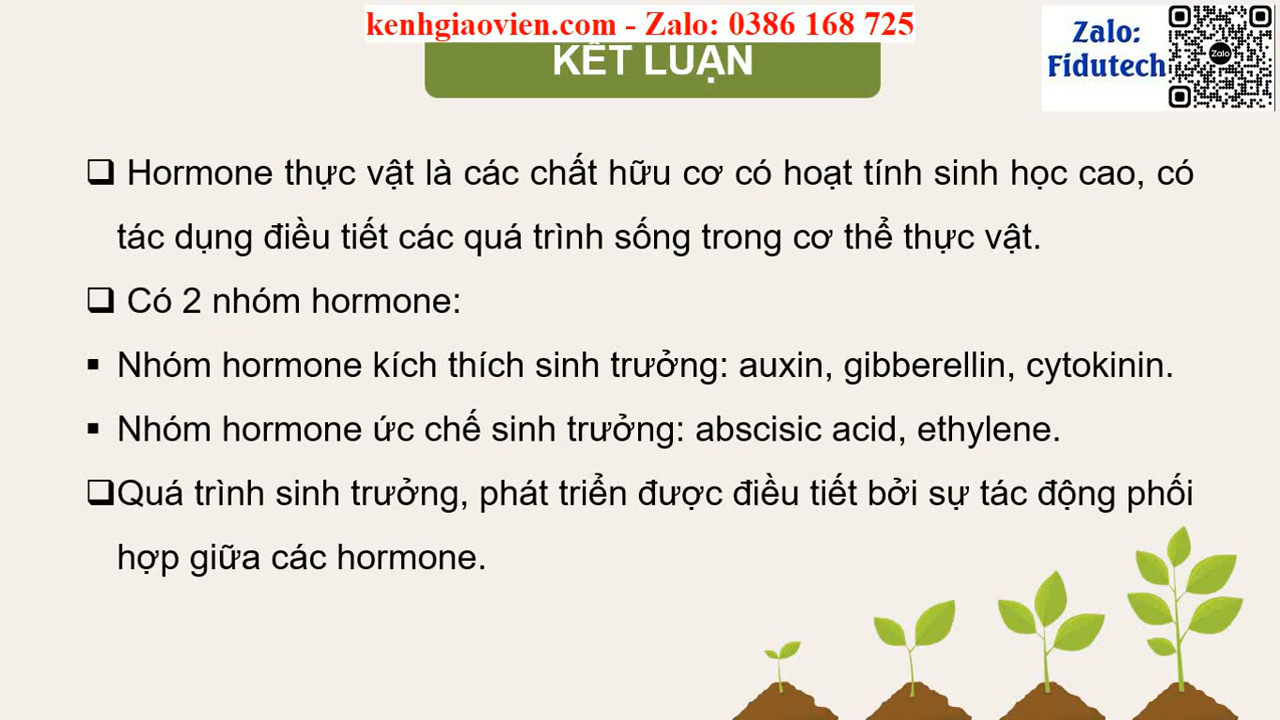 kenhgiaovien.com - Zalo: 0386 168 725
Zalo:
Fidutech
Zalo
KẾT LUẬN
Hormone thực vật là các chất hữu cơ có hoạt tính sinh học cao, có
tác dụng điều tiết các quá trình sống trong cơ thể thực vật.
Có 2 nhóm hormone:
Nhóm hormone kích thích sinh trưởng: auxin, gibberellin, cytokinin.
Nhóm hormone ức chế sinh trưởng: abscisic acid, ethylene.
Quá trình sinh trưởng, phát triển được điều tiết bởi sự tác động phối
hợp giữa các hormone.